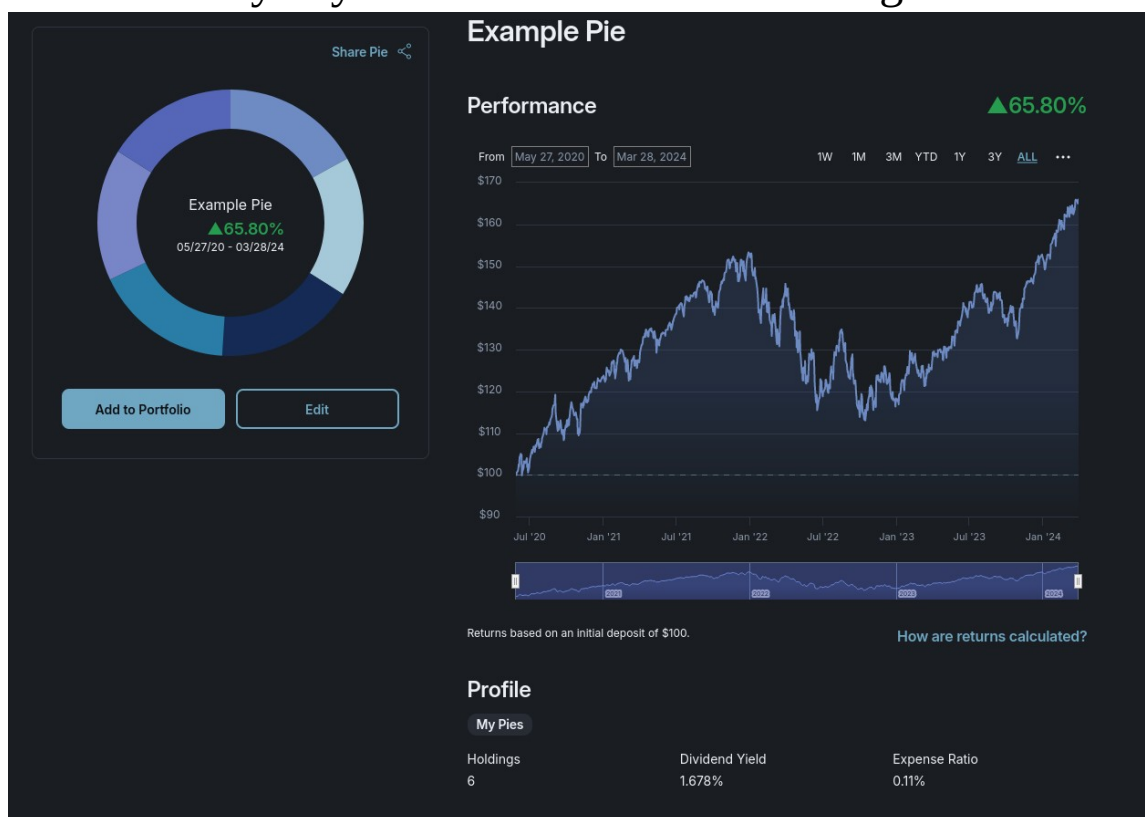 Example Pie
Share Pie
Example Pie
▲65.80%
05/27/20 - 03/28/24
Add to Portfolio Edit
Performance ▲65.80%
From May 27, 2020 To Mar 28, 2024 1W 1M 3M YTD 1Y 3Y ALL ...
$170
$160
$150
$140
$130
$120
$110
$100
$90
Jul '20 Jan '21 Jul '21 Jan '22 Jul '22 Jan '23 Jul '23 Jan '24
2021 2022 2023 2024
Returns based on an initial deposit of $100. How are returns calculated?
Profile
My Pies
Holdings Dividend Yield Expense Ratio
6 1.678% 0.11%